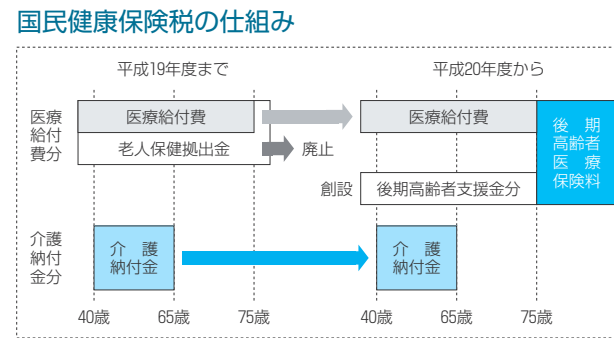 国民健康保険税の仕組み
平成19年度まで
平成20年度から
医療
給付
費分
医療給付費
老人保健拠出金
廃止
医療給付費
創設
後期高齢者支援金分
後　期
高齢者
医　療
保険料
介護
納付
金分
介　護
納付金
介　護
納付金
40歳
65歳
75歳
40歳
65歳
75歳